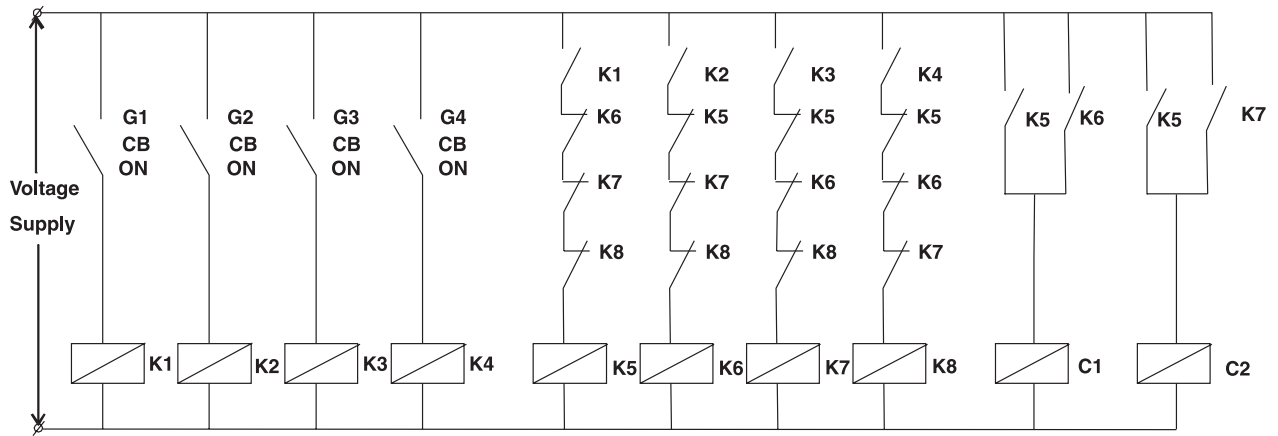 Voltage
Supply
G1
CB
ON
G2
CB
ON
G3
CB
ON
G4
CB
ON
K1
K6
K7
K8
K2
K5
K7
K8
K3
K5
K6
K8
K4
K5
K6
K7
K5
K6
K5
K7
K1
K2
K3
K4
K5
K6
K7
K8
C1
C2